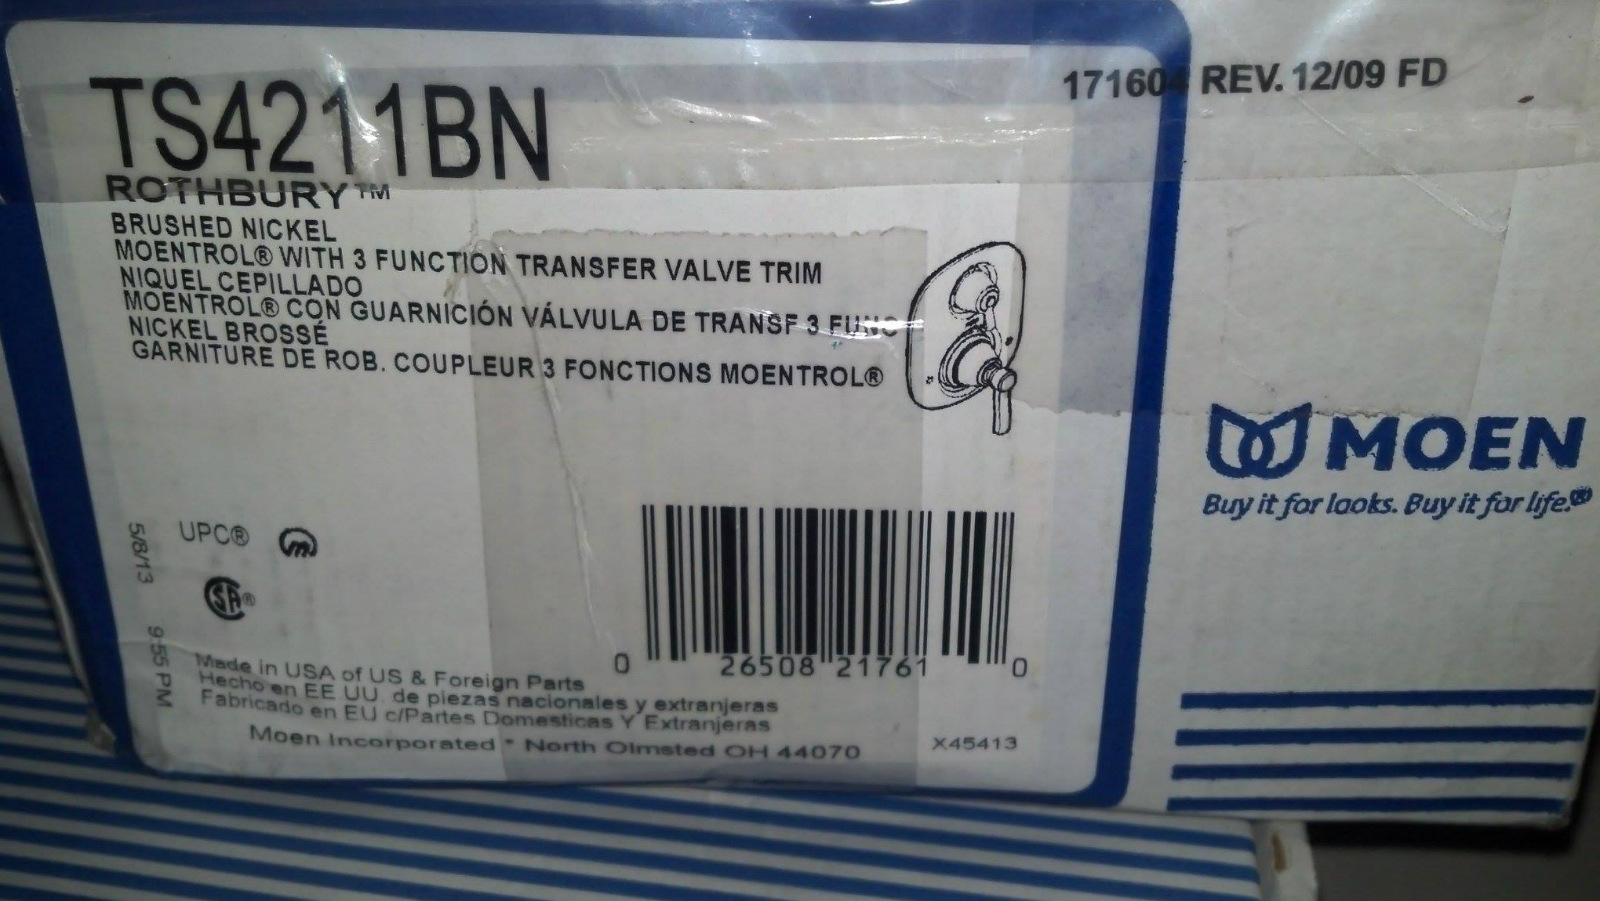 TS4211BN
171604 REV. 12/09 FD
ROTHBURY™
BRUSHED NICKEL
MOENTROL® WITH 3 FUNCTION TRANSFER VALVE TRIM
NIQUEL CEPILLADO
MOENTROL® CON GUARNICIÓN VÁLVULA DE TRANSF 3 FUNC
NICKEL BROSSÉ
GARNITURE DE ROB. COUPLEUR 3 FONCTIONS MOENTROL®
MOEN
Buy it for looks. Buy it for life.®
UPC®
SA®
5/8/13 9:55 PM
0 26508 21761 0
Made in USA of US & Foreign Parts
Hecho en EE UU. de piezas nacionales y extranjeras
Fabricado en EU c/Partes Domesticas Y Extranjeras
Moen Incorporated * North Olmsted OH 44070
X45413